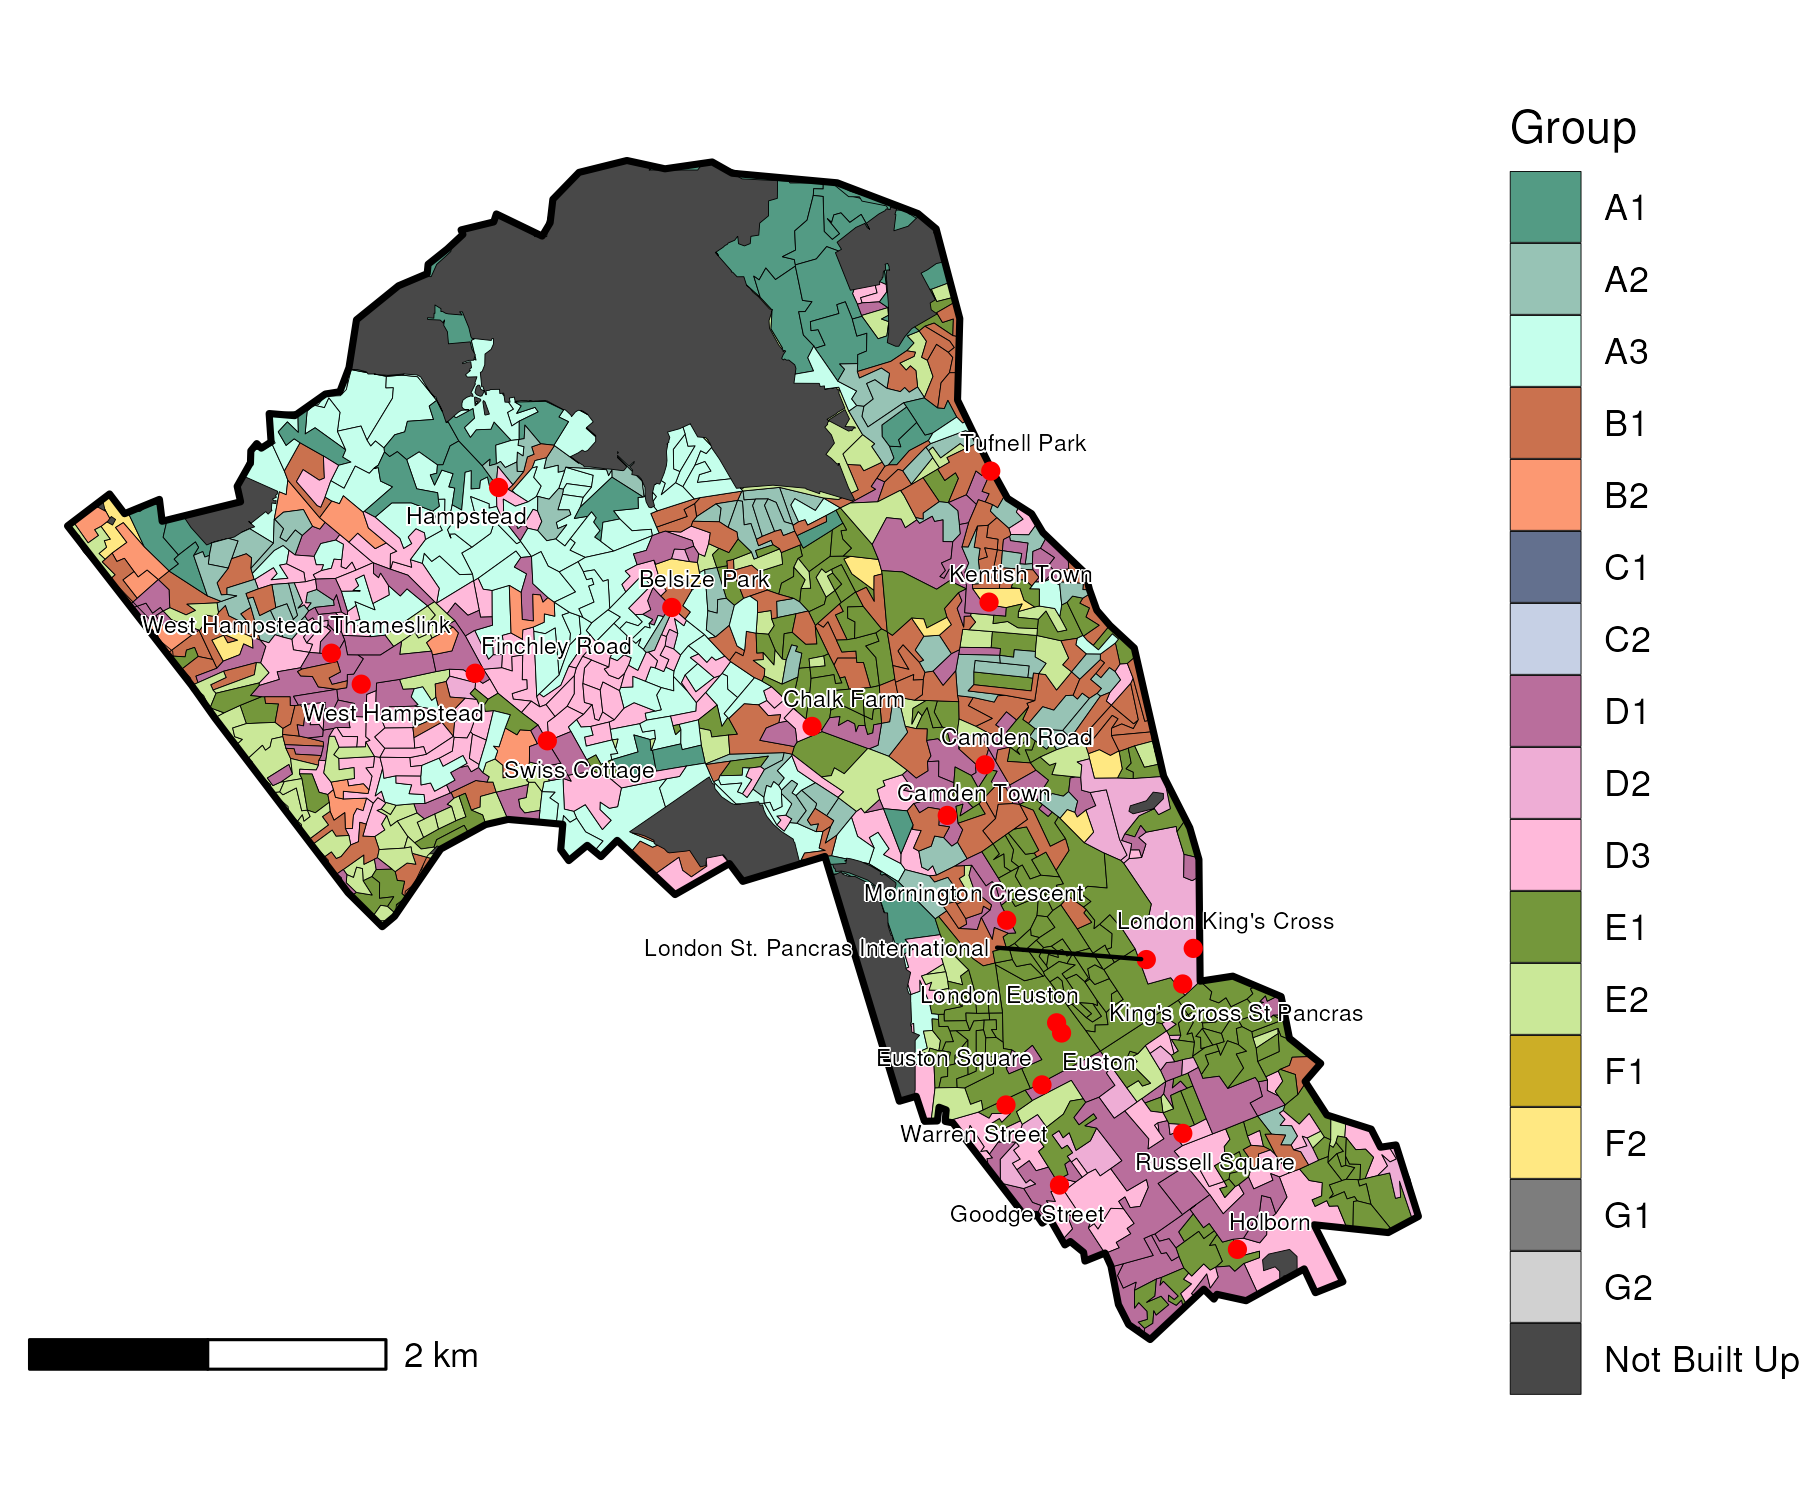 Group
A1
A2
A3
B1
B2
C1
C2
D1
D2
D3
E1
E2
F1
F2
G1
G2
Not Built Up
Tufnell Park
Hampstead
Kentish Town
Belsize Park
West Hampstead Thameslink
Finchley Road
Chalk Farm
West Hampstead
Camden Road
Swiss Cottage
Camden Town
Mornington Crescent
London King's Cross
London St. Pancras International
London Euston
King's Cross St Pancras
Euston Square
Euston
Warren Street
Russell Square
Goodge Street
Holborn
2 km